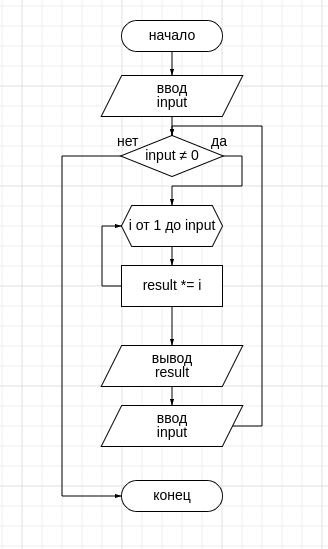 начало
ввод
input
нет
да
input ≠ 0
i от 1 до input
result *= i
вывод
result
ввод
input
конец